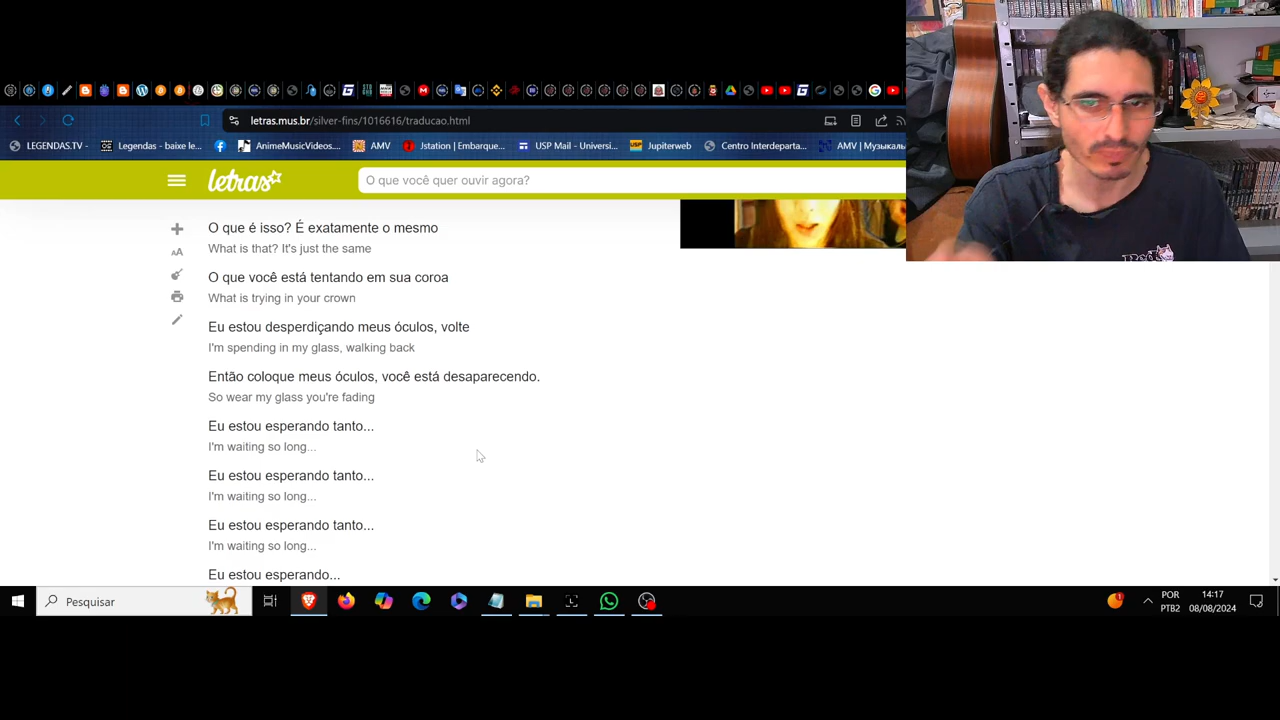 letras.mus.br/silver-fins/1016616/traducao.html
LEGENDAS.TV -
Legendas - baixe le...
AnimeMusicVideos....
AMV
Jstation | Embarque...
USP Mail - Universi...
Jupiterweb
Centro Interdeparta...
AMV | Музыкаль
letras
O que você quer ouvir agora?
O que é isso? É exatamente o mesmo
What is that? It's just the same
AA
O que você está tentando em sua coroa
What is trying in your crown
Eu estou desperdiçando meus óculos, volte
I'm spending in my glass, walking back
Então coloque meus óculos, você está desaparecendo.
So wear my glass you're fading
Eu estou esperando tanto...
I'm waiting so long...
Eu estou esperando tanto...
I'm waiting so long...
Eu estou esperando tanto...
I'm waiting so long...
Eu estou esperando...
Pesquisar
POR
PTB2
14:17
08/08/2024